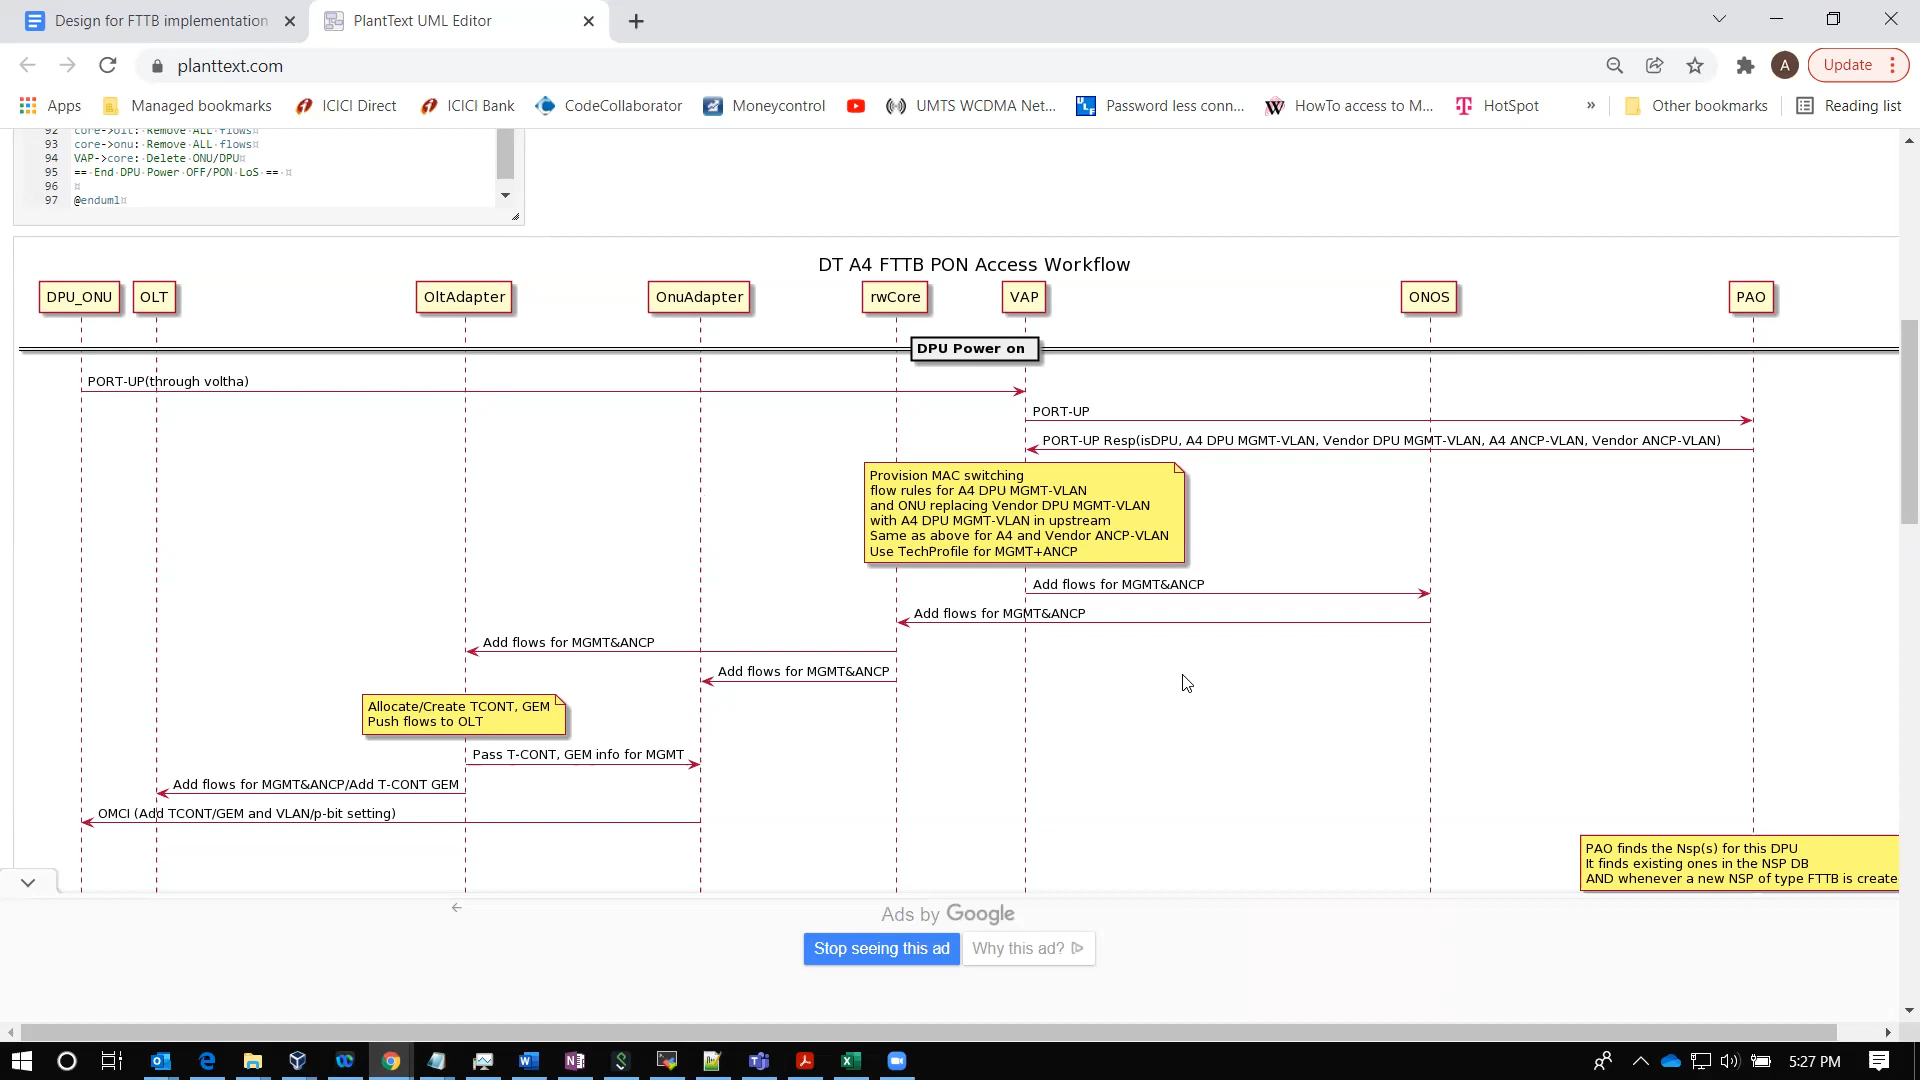 Design for FTTB implementation
PlantText UML Editor
planttext.com
A
Update
Apps
Managed bookmarks
ICICI Direct
ICICI Bank
CodeCollaborator
Moneycontrol
UMTS WCDMA Net...
Password less conn...
HowTo access to M...
HotSpot
»
Other bookmarks
Reading list
92 core->olt: Remove ALL flows
93 core->onu: Remove ALL flows
94 VAP->core: Delete ONU/DPU
95 == End DPU Power OFF/PON LoS ==
96
97 @enduml
DT A4 FTTB PON Access Workflow
DPU_ONU
OLT
OltAdapter
OnuAdapter
rwCore
VAP
ONOS
PAO
DPU Power on
PORT-UP(through voltha)
PORT-UP
PORT-UP Resp(isDPU, A4 DPU MGMT-VLAN, Vendor DPU MGMT-VLAN, A4 ANCP-VLAN, Vendor ANCP-VLAN)
Provision MAC switching
flow rules for A4 DPU MGMT-VLAN
and ONU replacing Vendor DPU MGMT-VLAN
with A4 DPU MGMT-VLAN in upstream
Same as above for A4 and Vendor ANCP-VLAN
Use TechProfile for MGMT+ANCP
Add flows for MGMT&ANCP
Add flows for MGMT&ANCP
Add flows for MGMT&ANCP
Add flows for MGMT&ANCP
Allocate/Create TCONT, GEM
Push flows to OLT
Pass T-CONT, GEM info for MGMT
Add flows for MGMT&ANCP/Add T-CONT GEM
OMCI (Add TCONT/GEM and VLAN/p-bit setting)
PAO finds the Nsp(s) for this DPU
It finds existing ones in the NSP DB
AND whenever a new NSP of type FTTB is create
Ads by Google
Stop seeing this ad
Why this ad?
5:27 PM